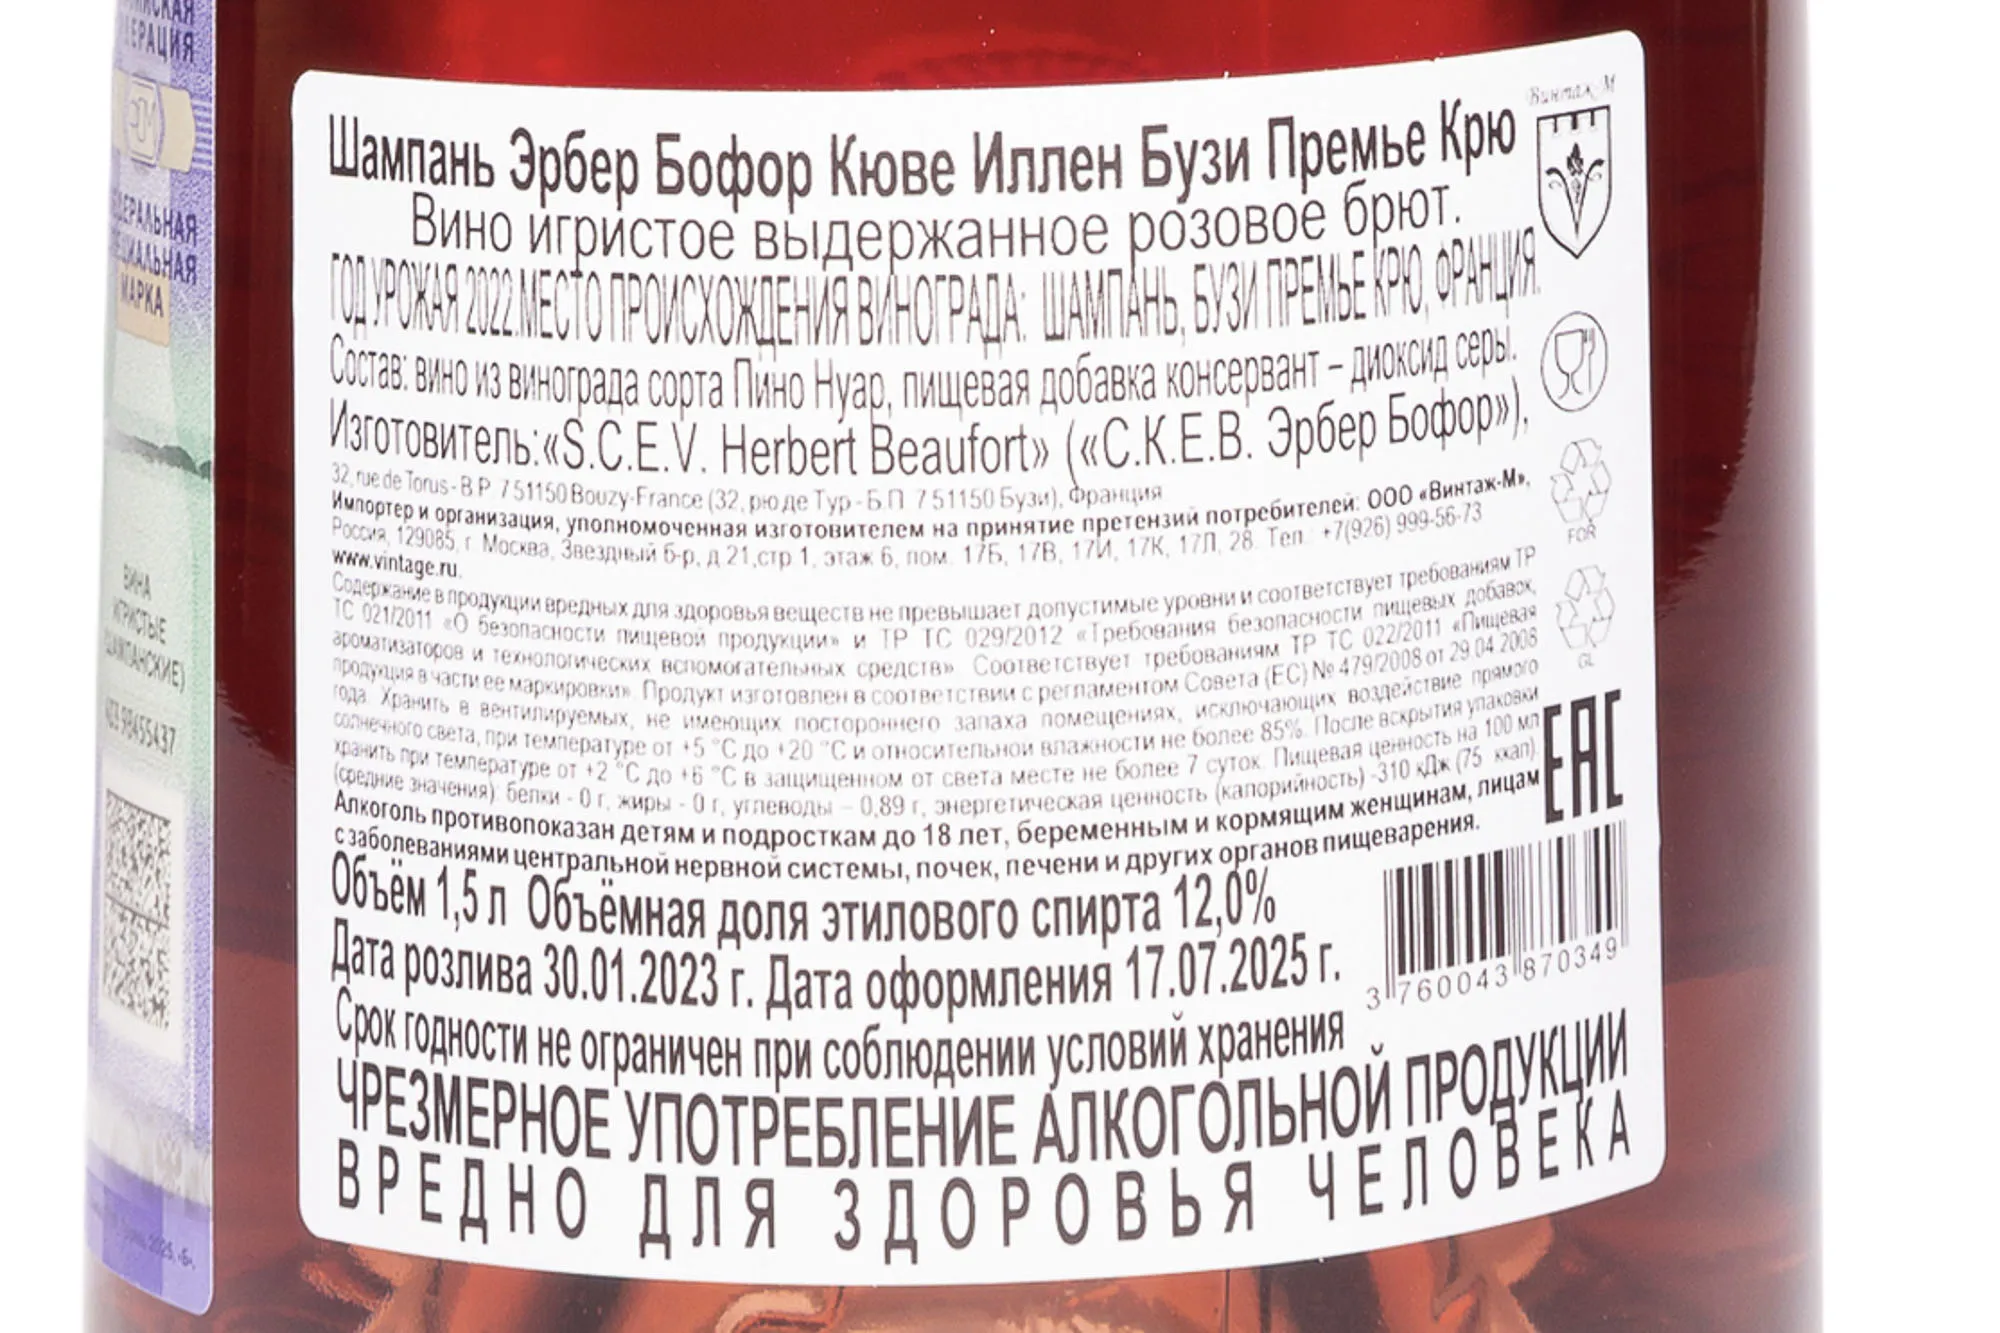 ЕРАЦИЯ
МАРКА
ВИНА
ИГРИСТЫЕ
403 98455437
Винтаж-М
Шампань Эрбер Бофор Кюве Иллен Бузи Премье Крю
Вино игристое выдержанное розовое брют.
ГОД УРОЖАЯ 2022.МЕСТО ПРОИСХОЖДЕНИЯ ВИНОГРАДА: ШАМПАНЬ, БУЗИ ПРЕМЬЕ КРЮ, ФРАНЦИЯ.
Состав: вино из винограда сорта Пино Нуар, пищевая добавка консервант – диоксид серы.
Изготовитель:«S.C.E.V. Herbert Beaufort» («С.К.Е.В. Эрбер Бофор»),
32, rue de Torus - B.P. 7 51150 Bouzy-France (32, рю де Тур - Б.П. 7 51150 Бузи), Франция
Импортер и организация, уполномоченная изготовителем на принятие претензий потребителей: ООО «Винтаж-М»,
Россия, 129085, г. Москва, Звездный б-р, д.21,стр 1, этаж 6, пом. 17Б, 17В, 17И, 17К, 17Л, 28. Тел.: +7(926) 999-56-73
www.vintage.ru.
Содержание в продукции вредных для здоровья веществ не превышает допустимые уровни и соответствует требованиям ТР
ТС 021/2011 «О безопасности пищевой продукции» и ТР ТС 029/2012 «Требования безопасности пищевых добавок,
ароматизаторов и технологических вспомогательных средств». Соответствует требованиям ТР ТС 022/2011 «Пищевая
продукция в части ее маркировки». Продукт изготовлен в соответствии с регламентом Совета (ЕС) № 479/2008 от 29.04.2008
года. Хранить в вентилируемых, не имеющих постороннего запаха помещениях, исключающих воздействие прямого
солнечного света, при температуре от +5 °С до +20 °С и относительной влажности не более 85%. После вскрытия упаковки
хранить при температуре от +2 °С до +6 °С в защищенном от света месте не более 7 суток. Пищевая ценность на 100 мл
(средние значения): белки - 0 г, жиры - 0 г, углеводы – 0,89 г, энергетическая ценность (калорийность) -310 кДж (75 ккал).
Алкоголь противопоказан детям и подросткам до 18 лет, беременным и кормящим женщинам, лицам
с заболеваниями центральной нервной системы, почек, печени и других органов пищеварения.
Объём 1,5 л Объёмная доля этилового спирта 12,0%
Дата розлива 30.01.2023 г. Дата оформления 17.07.2025 г.
Срок годности не ограничен при соблюдении условий хранения
ЧРЕЗМЕРНОЕ УПОТРЕБЛЕНИЕ АЛКОГОЛЬНОЙ ПРОДУКЦИИ
ВРЕДНО ДЛЯ ЗДОРОВЬЯ ЧЕЛОВЕКА
FOR
GL
EAC
3 760043 870349